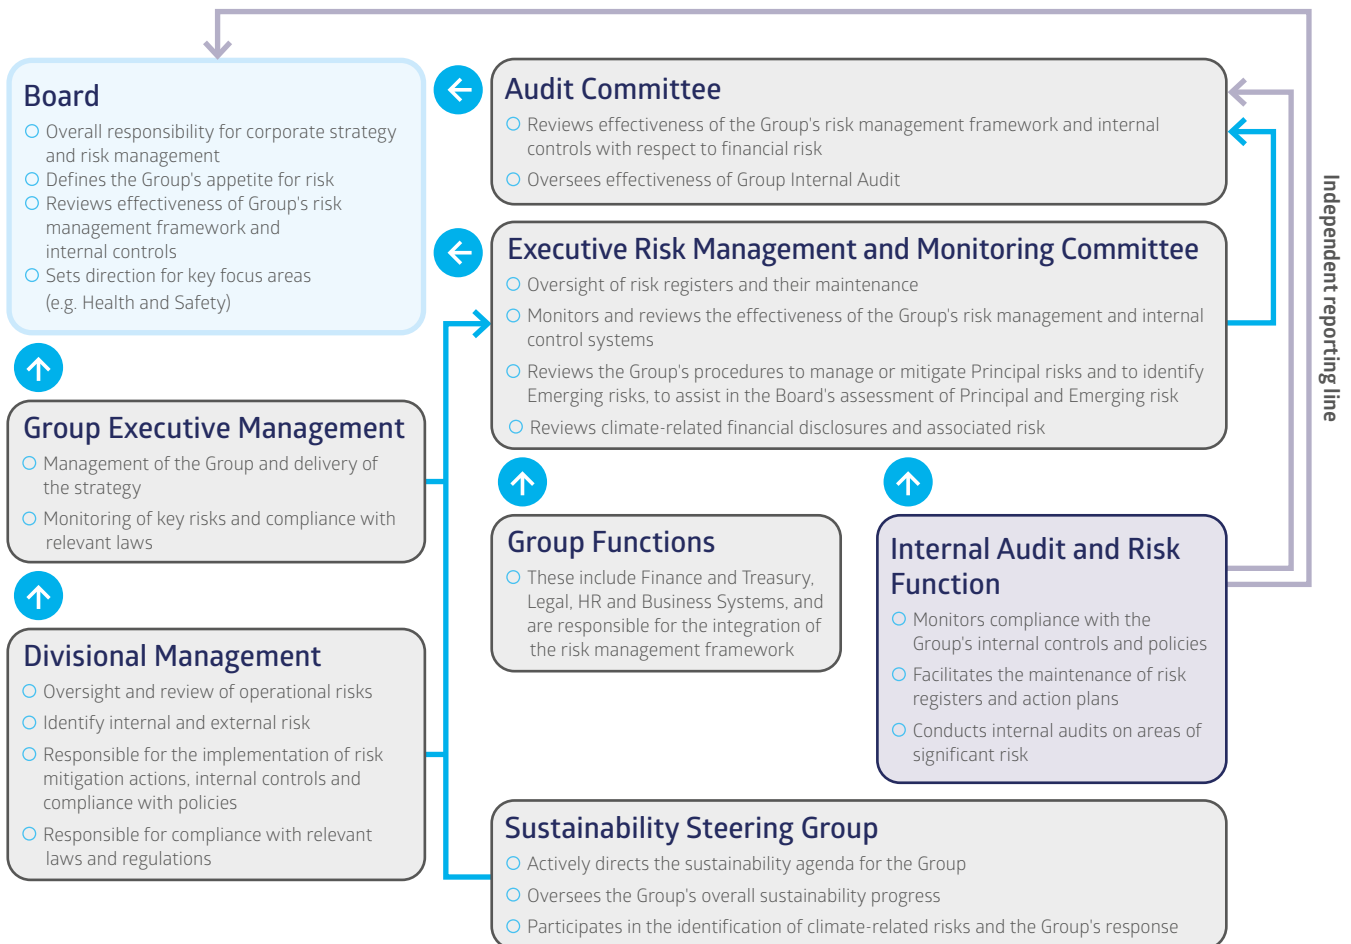 Board
Overall responsibility for corporate strategy
and risk management
Defines the Group's appetite for risk
Reviews effectiveness of Group's risk
management framework and
internal controls
Sets direction for key focus areas
(e.g. Health and Safety)
Audit Committee
Reviews effectiveness of the Group's risk management framework and internal
controls with respect to financial risk
Oversees effectiveness of Group Internal Audit
Executive Risk Management and Monitoring Committee
Oversight of risk registers and their maintenance
Monitors and reviews the effectiveness of the Group's risk management and internal
control systems
Reviews the Group's procedures to manage or mitigate Principal risks and to identify
Emerging risks, to assist in the Board's assessment of Principal and Emerging risk
Reviews climate-related financial disclosures and associated risk
Independent reporting line
Group Executive Management
Management of the Group and delivery of
the strategy
Monitoring of key risks and compliance with
relevant laws
Group Functions
These include Finance and Treasury,
Legal, HR and Business Systems, and
are responsible for the integration of
the risk management framework
Internal Audit and Risk
Function
Monitors compliance with the
Group's internal controls and policies
Facilitates the maintenance of risk
registers and action plans
Conducts internal audits on areas of
significant risk
Divisional Management
Oversight and review of operational risks
Identify internal and external risk
Responsible for the implementation of risk
mitigation actions, internal controls and
compliance with policies
Responsible for compliance with relevant
laws and regulations
Sustainability Steering Group
Actively directs the sustainability agenda for the Group
Oversees the Group's overall sustainability progress
Participates in the identification of climate-related risks and the Group's response